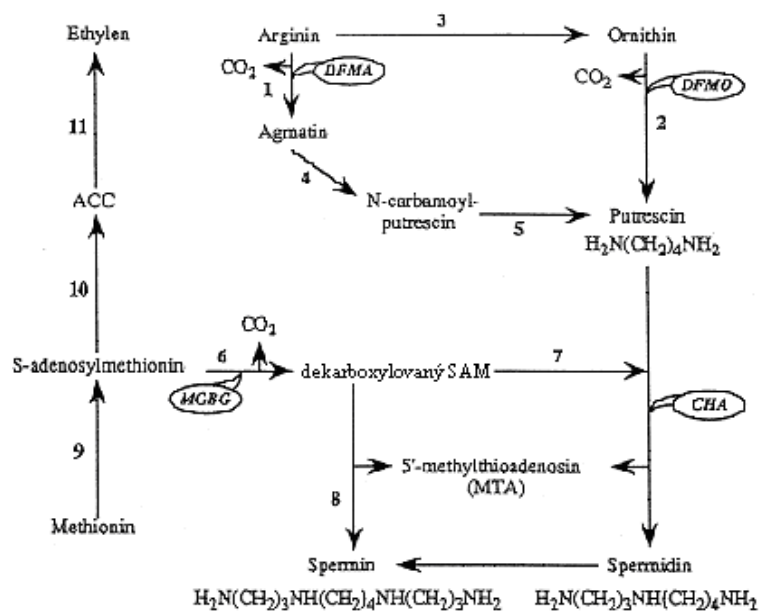 Ethylen
Arginin
3
Ornithin
CO2
DFMA
CO2
DFMO
1
2
11
Agmatin
4
ACC
N-carbamoyl-
putrescin
5
Putrescin
H2N(CH2)4NH2
10
CO2
S-adenosylmethionin
6
dekarboxylovaný SAM
7
MGBG
CHA
9
5'-methylthioadenosin
(MTA)
8
Methionin
Spermin
Spermidin
H2N(CH2)3NH(CH2)4NH(CH2)3NH2
H2N(CH2)3NH(CH2)4NH2